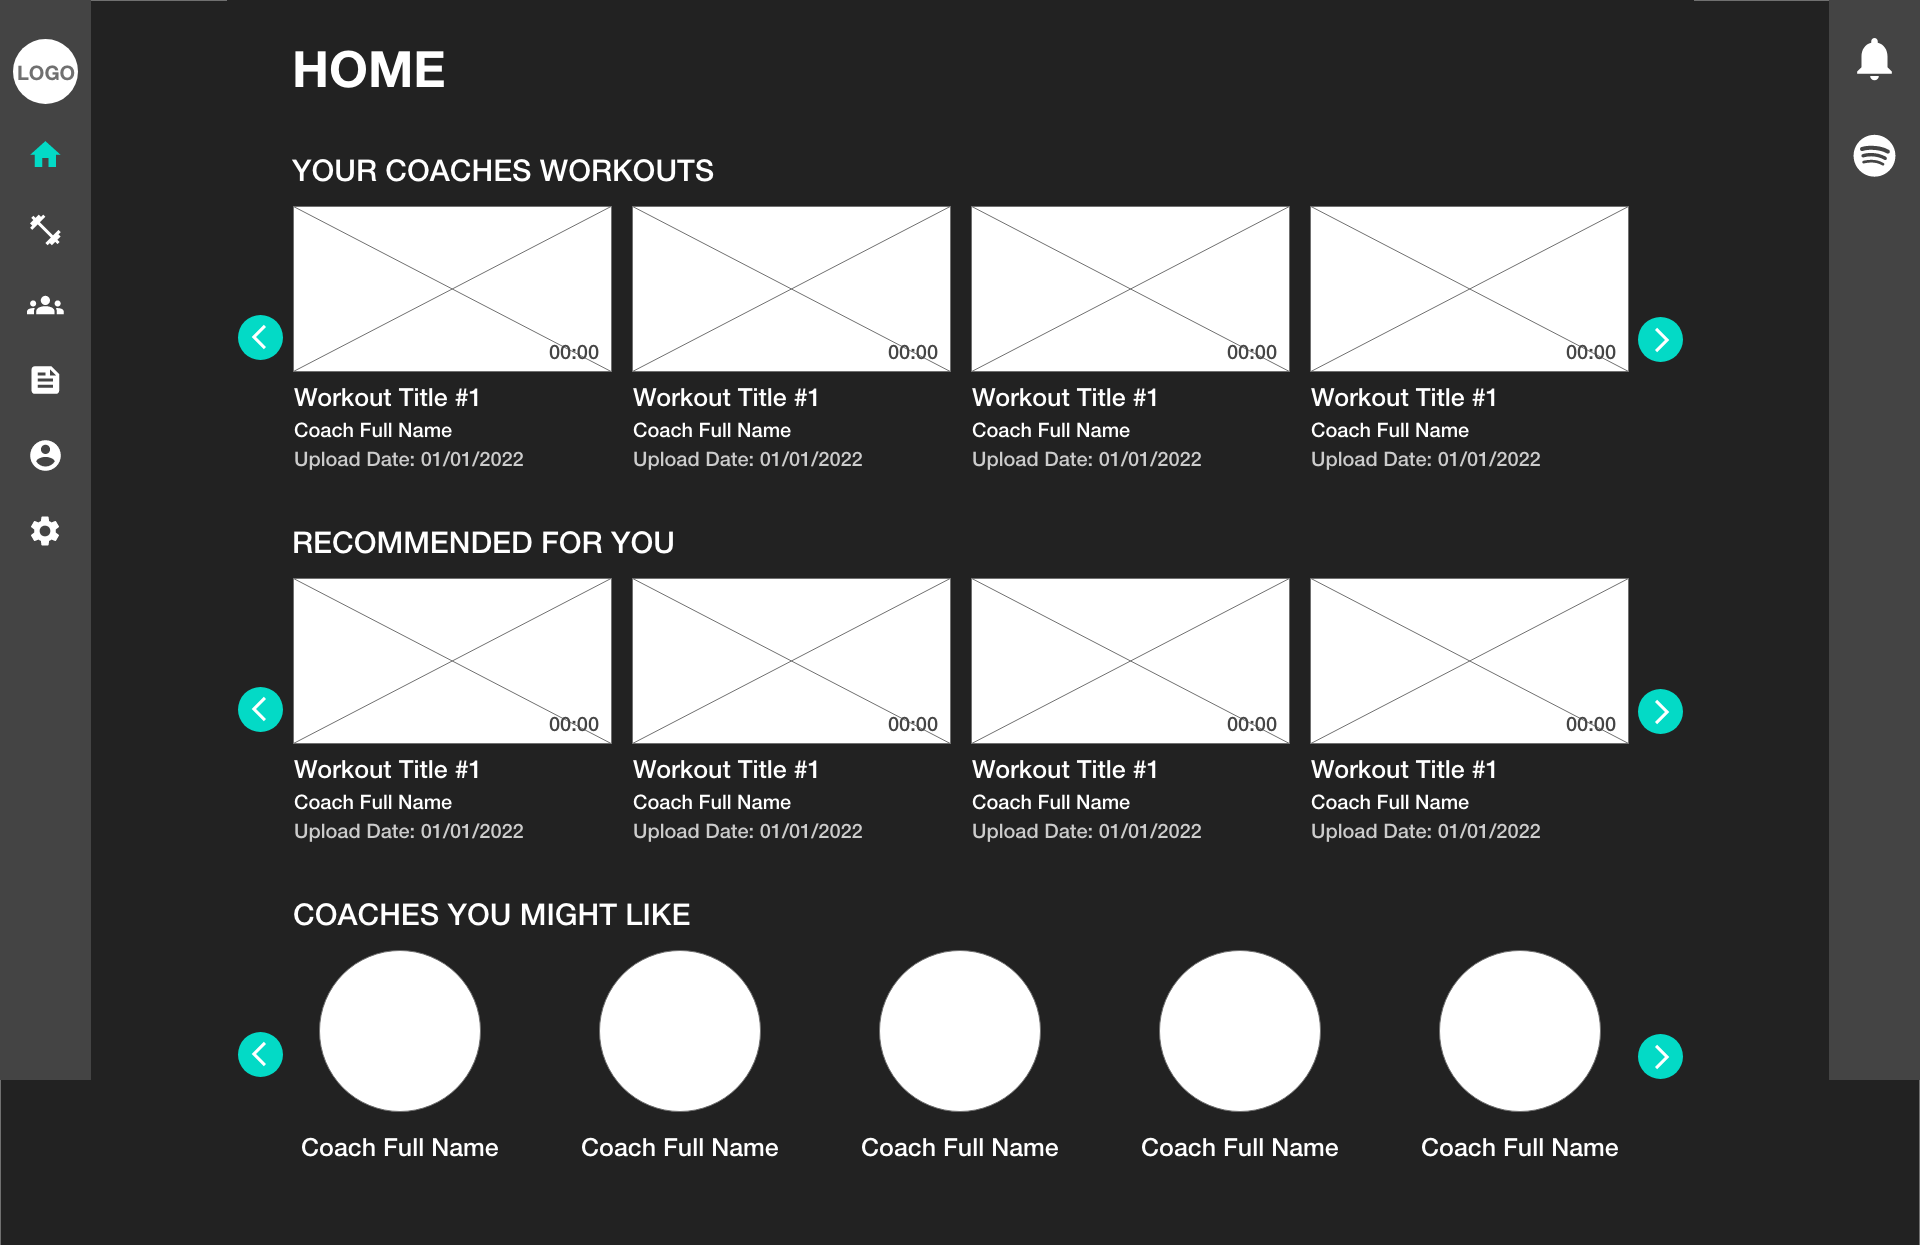 LOGO
HOME
YOUR COACHES WORKOUTS
00:00 00:00 00:00 00:00
Workout Title #1 Workout Title #1 Workout Title #1 Workout Title #1
Coach Full Name Coach Full Name Coach Full Name Coach Full Name
Upload Date: 01/01/2022 Upload Date: 01/01/2022 Upload Date: 01/01/2022 Upload Date: 01/01/2022
RECOMMENDED FOR YOU
00:00 00:00 00:00 00:00
Workout Title #1 Workout Title #1 Workout Title #1 Workout Title #1
Coach Full Name Coach Full Name Coach Full Name Coach Full Name
Upload Date: 01/01/2022 Upload Date: 01/01/2022 Upload Date: 01/01/2022 Upload Date: 01/01/2022
COACHES YOU MIGHT LIKE
Coach Full Name Coach Full Name Coach Full Name Coach Full Name Coach Full Name